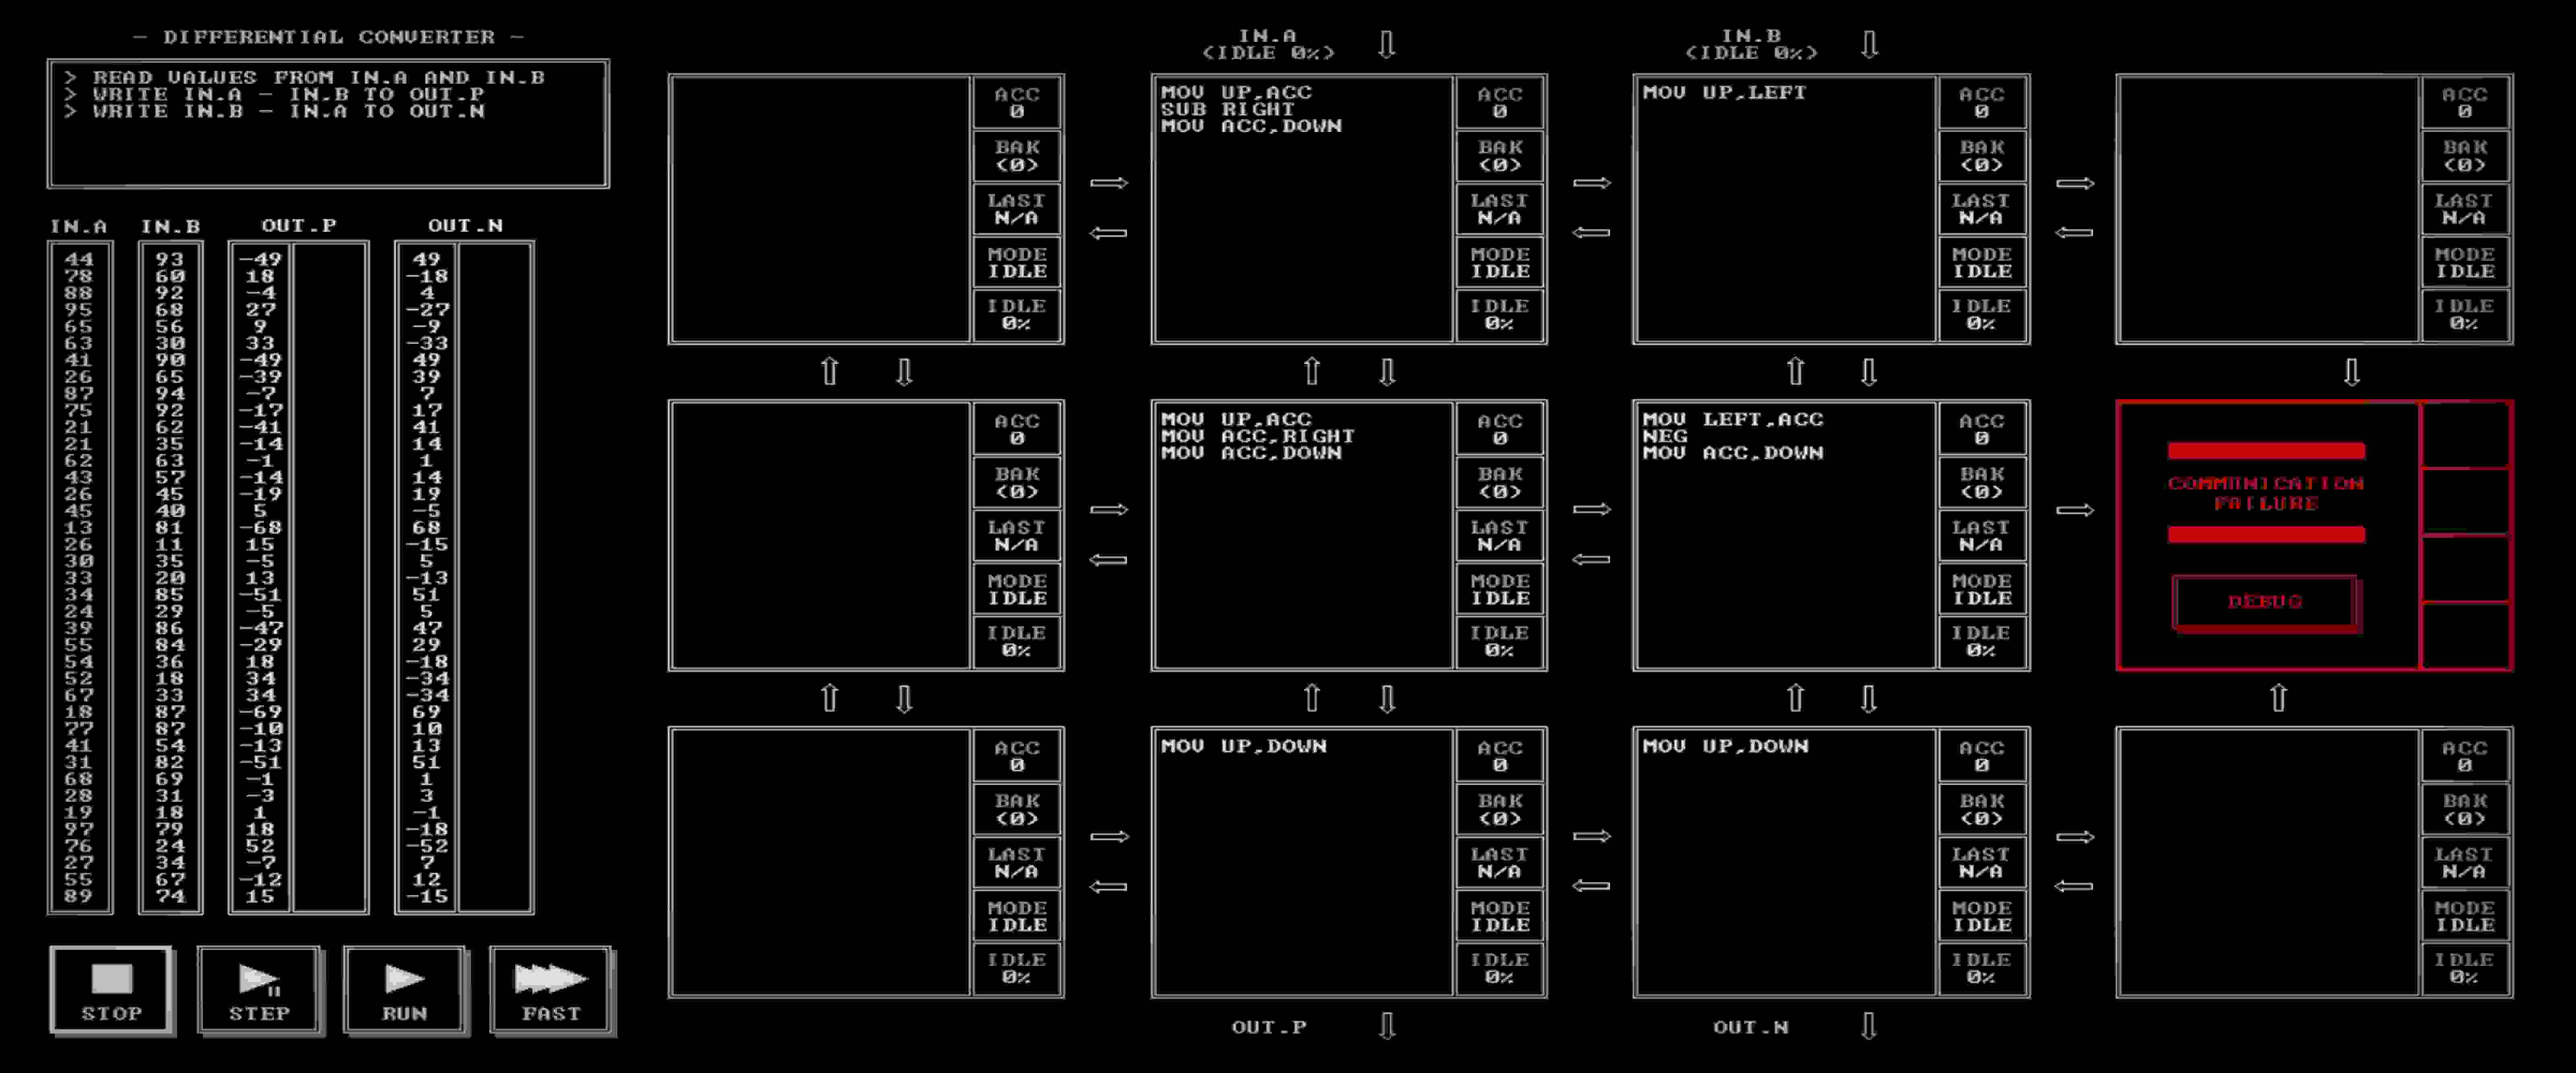 - DIFFERENTIAL CONVERTER -
> READ VALUES FROM IN.A AND IN.B
> WRITE IN.A - IN.B TO OUT.P
> WRITE IN.B - IN.A TO OUT.N
IN.A IN.B OUT.P OUT.N
44 93 -49 49
78 60 18 -18
88 92 -4 4
95 68 27 -27
65 56 9 -9
63 30 33 -33
41 90 -49 49
26 65 -39 39
87 94 -7 7
75 92 -17 17
21 62 -41 41
21 35 -14 14
62 63 -1 1
43 57 -14 14
26 45 -19 19
45 40 5 -5
13 81 -68 68
26 11 15 -15
30 35 -5 5
33 20 13 -13
34 85 -51 51
24 29 -5 5
39 86 -47 47
55 84 -29 29
54 36 18 -18
52 18 34 -34
67 33 34 -34
18 87 -69 69
77 87 -10 10
41 54 -13 13
31 82 -51 51
68 69 -1 1
28 31 -3 3
19 18 1 -1
97 79 18 -18
76 24 52 -52
27 34 -7 7
55 67 -12 12
89 74 15 -15
STOP STEP RUN FAST
IN.A
(IDLE 0%)
IN.B
(IDLE 0%)
ACC
0
BAK
(0)
LAST
N/A
MODE
IDLE
IDLE
0%
MOV UP,ACC
SUB RIGHT
MOV ACC,DOWN
ACC
0
BAK
(0)
LAST
N/A
MODE
IDLE
IDLE
0%
MOV UP,LEFT
ACC
0
BAK
(0)
LAST
N/A
MODE
IDLE
IDLE
0%
ACC
0
BAK
(0)
LAST
N/A
MODE
IDLE
IDLE
0%
ACC
0
BAK
(0)
LAST
N/A
MODE
IDLE
IDLE
0%
MOV UP,ACC
MOV ACC,RIGHT
MOV ACC,DOWN
ACC
0
BAK
(0)
LAST
N/A
MODE
IDLE
IDLE
0%
MOV LEFT,ACC
NEG
MOV ACC,DOWN
ACC
0
BAK
(0)
LAST
N/A
MODE
IDLE
IDLE
0%
COMMUNICATION
FAILURE
DEBUG
ACC
0
BAK
(0)
LAST
N/A
MODE
IDLE
IDLE
0%
MOV UP,DOWN
ACC
0
BAK
(0)
LAST
N/A
MODE
IDLE
IDLE
0%
MOV UP,DOWN
ACC
0
BAK
(0)
LAST
N/A
MODE
IDLE
IDLE
0%
ACC
0
BAK
(0)
LAST
N/A
MODE
IDLE
IDLE
0%
OUT.P
OUT.N